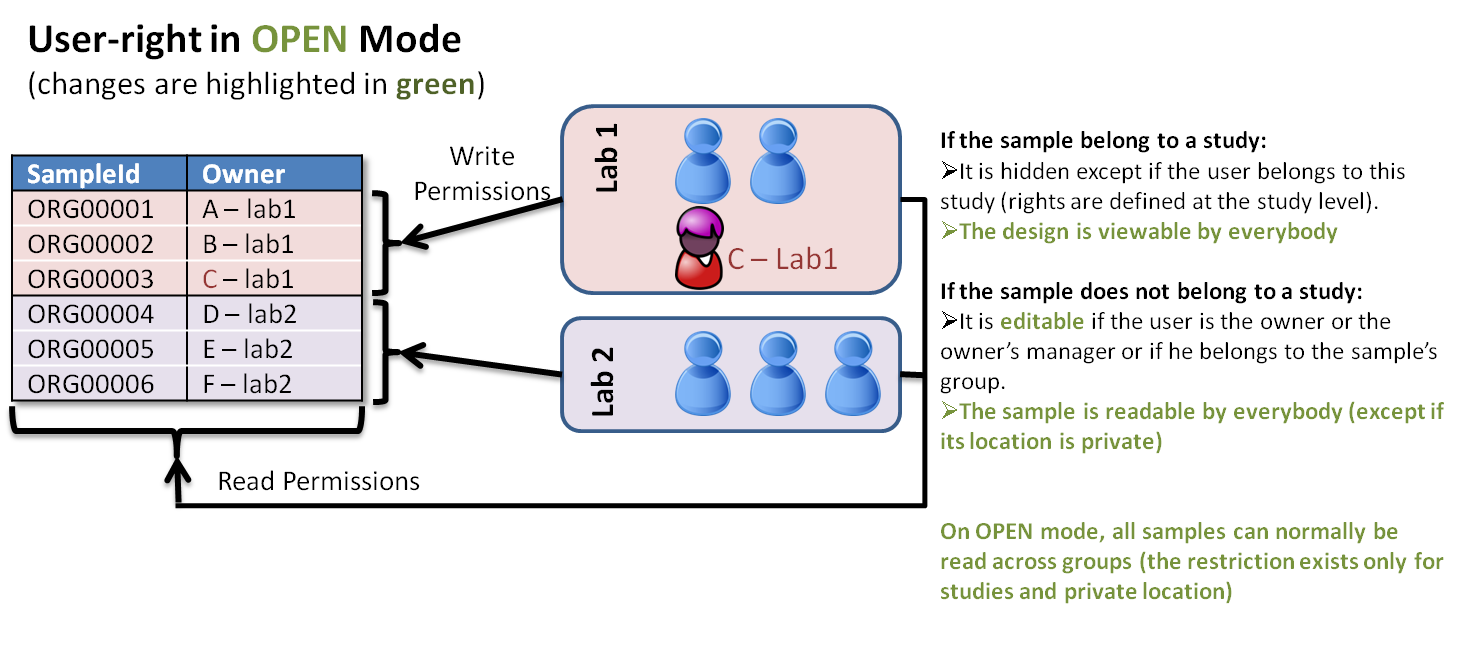 User-right in OPEN Mode
(changes are highlighted in green)
SampleId Owner
ORG00001 A – lab1
ORG00002 B – lab1
ORG00003 C – lab1
ORG00004 D – lab2
ORG00005 E – lab2
ORG00006 F – lab2
Write
Permissions
Lab 1
C – Lab1
Lab 2
Read Permissions
If the sample belong to a study:
➢It is hidden except if the user belongs to this
study (rights are defined at the study level).
➢The design is viewable by everybody
If the sample does not belong to a study:
➢It is editable if the user is the owner or the
owner’s manager or if he belongs to the sample’s
group.
➢The sample is readable by everybody (except if
its location is private)
On OPEN mode, all samples can normally be
read across groups (the restriction exists only for
studies and private location)